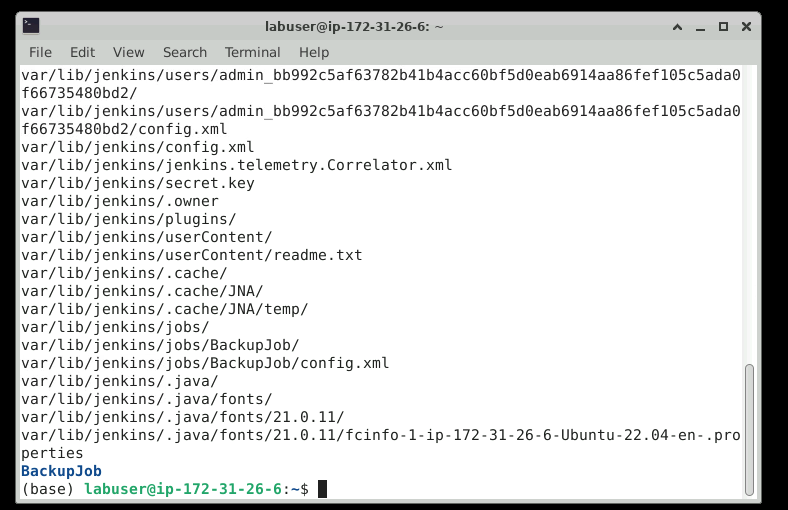 labuser@ip-172-31-26-6: ~
File Edit View Search Terminal Help
var/lib/jenkins/users/admin_bb992c5af63782b41b4acc60bf5d0eab6914aa86fef105c5ada0
f66735480bd2/
var/lib/jenkins/users/admin_bb992c5af63782b41b4acc60bf5d0eab6914aa86fef105c5ada0
f66735480bd2/config.xml
var/lib/jenkins/config.xml
var/lib/jenkins/jenkins.telemetry.Correlator.xml
var/lib/jenkins/secret.key
var/lib/jenkins/.owner
var/lib/jenkins/plugins/
var/lib/jenkins/userContent/
var/lib/jenkins/userContent/readme.txt
var/lib/jenkins/.cache/
var/lib/jenkins/.cache/JNA/
var/lib/jenkins/.cache/JNA/temp/
var/lib/jenkins/jobs/
var/lib/jenkins/jobs/BackupJob/
var/lib/jenkins/jobs/BackupJob/config.xml
var/lib/jenkins/.java/
var/lib/jenkins/.java/fonts/
var/lib/jenkins/.java/fonts/21.0.11/
var/lib/jenkins/.java/fonts/21.0.11/fcinfo-1-ip-172-31-26-6-Ubuntu-22.04-en-.pro
perties
BackupJob
(base) labuser@ip-172-31-26-6:~$